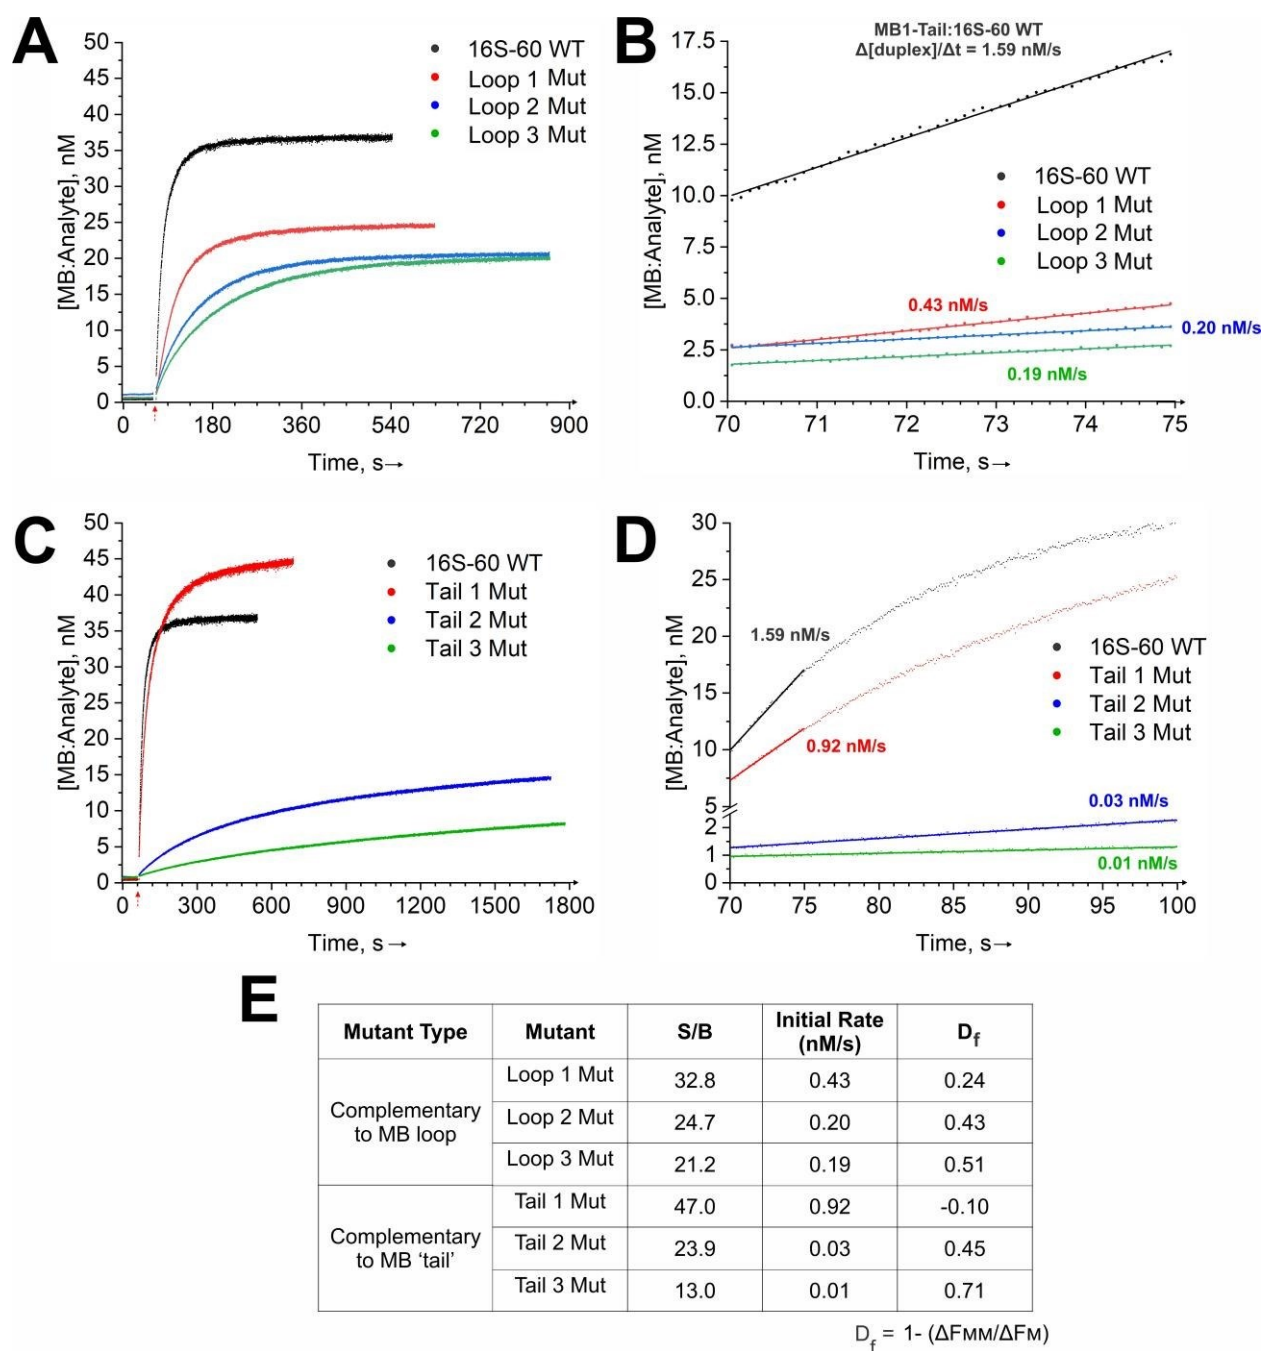 A
50
45
40
35
30
25
20
15
10
5
0
[MB:Analyte], nM
16S-60 WT
Loop 1 Mut
Loop 2 Mut
Loop 3 Mut
0 180 360 540 720 900
Time, s→
B
MB1-Tail:16S-60 WT
Δ[duplex]/Δt = 1.59 nM/s
17.5
15.0
12.5
10.0
7.5
5.0
2.5
0.0
[MB:Analyte], nM
16S-60 WT
Loop 1 Mut
Loop 2 Mut
Loop 3 Mut
0.43 nM/s
0.20 nM/s
0.19 nM/s
70 71 72 73 74 75
Time, s→
C
50
45
40
35
30
25
20
15
10
5
0
[MB:Analyte], nM
16S-60 WT
Tail 1 Mut
Tail 2 Mut
Tail 3 Mut
0 300 600 900 1200 1500 1800
Time, s→
D
30
25
20
15
10
5
2
1
0
[MB:Analyte], nM
1.59 nM/s
16S-60 WT
Tail 1 Mut
Tail 2 Mut
Tail 3 Mut
0.92 nM/s
0.03 nM/s
0.01 nM/s
70 75 80 85 90 95 100
Time, s→
E
Mutant Type Mutant S/B Initial Rate (nM/s) Df
Complementary to MB loop
Loop 1 Mut 32.8 0.43 0.24
Loop 2 Mut 24.7 0.20 0.43
Loop 3 Mut 21.2 0.19 0.51
Complementary to MB ‘tail’
Tail 1 Mut 47.0 0.92 -0.10
Tail 2 Mut 23.9 0.03 0.45
Tail 3 Mut 13.0 0.01 0.71
Df = 1- (ΔFMM/ΔFM)